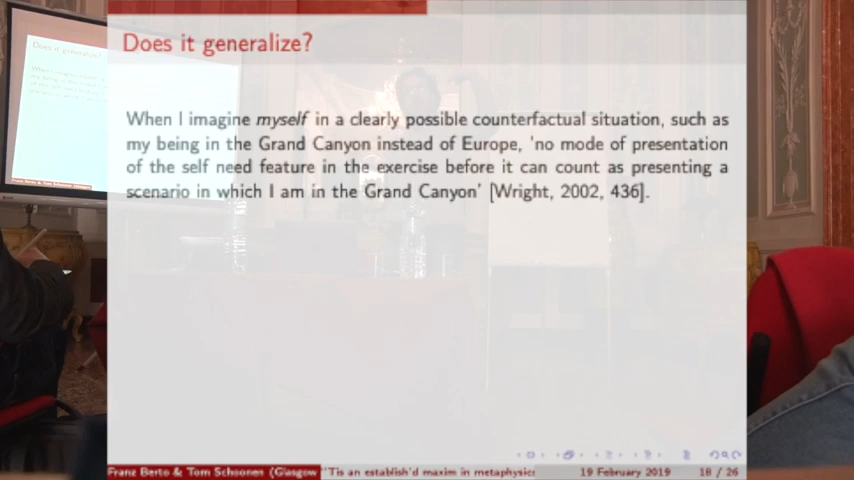 Does it generalize?
When I imagine myself in a clearly possible counterfactual situation, such as
my being in the Grand Canyon instead of Europe, 'no mode of presentation
of the self need feature in the exercise before it can count as presenting a
scenario in which I am in the Grand Canyon' [Wright, 2002, 436].
Franz Berto & Tom Schoonen (Glasgow
"Tis an establish'd maxim in metaphysics
19 February 2019
18 / 26
Does it generalize?